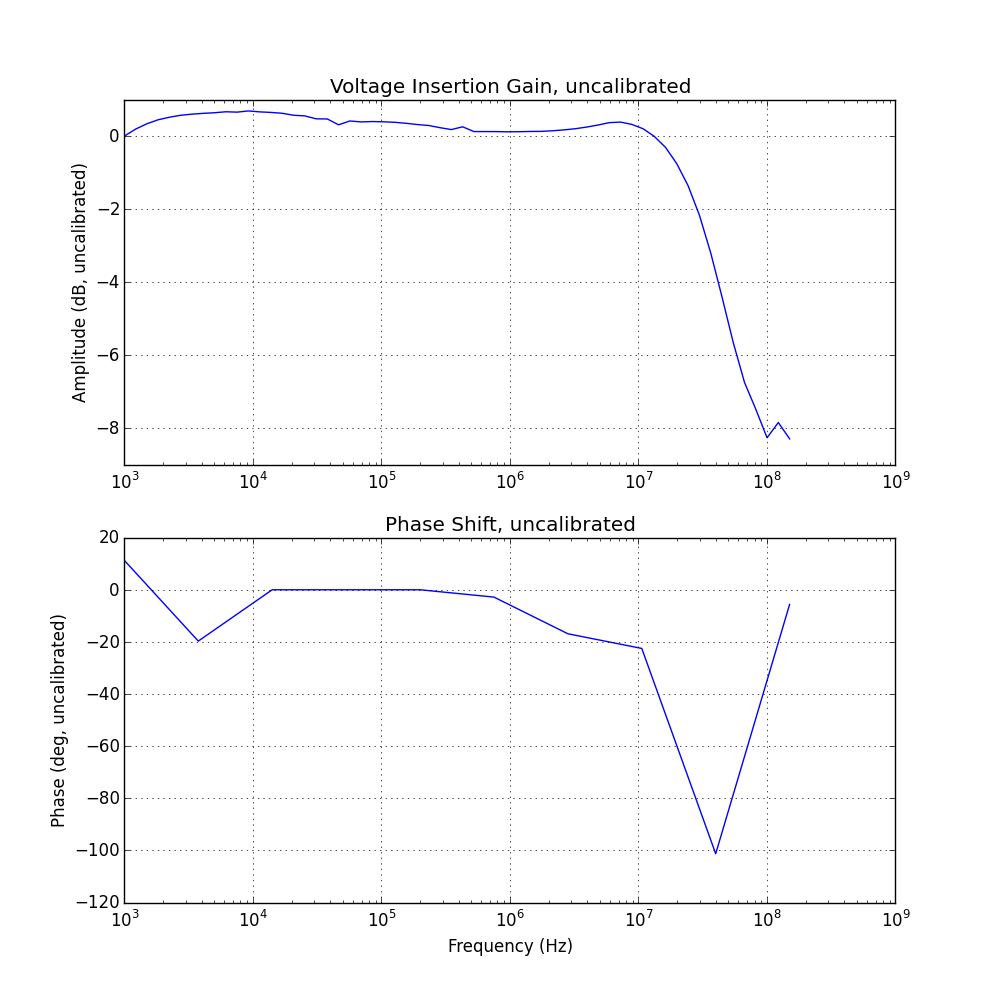 Voltage Insertion Gain, uncalibrated
Amplitude (dB, uncalibrated)
0
−2
−4
−6
−8
10³ 10⁴ 10⁵ 10⁶ 10⁷ 10⁸ 10⁹
Phase Shift, uncalibrated
Phase (deg, uncalibrated)
20
0
−20
−40
−60
−80
−100
−120
10³ 10⁴ 10⁵ 10⁶ 10⁷ 10⁸ 10⁹
Frequency (Hz)